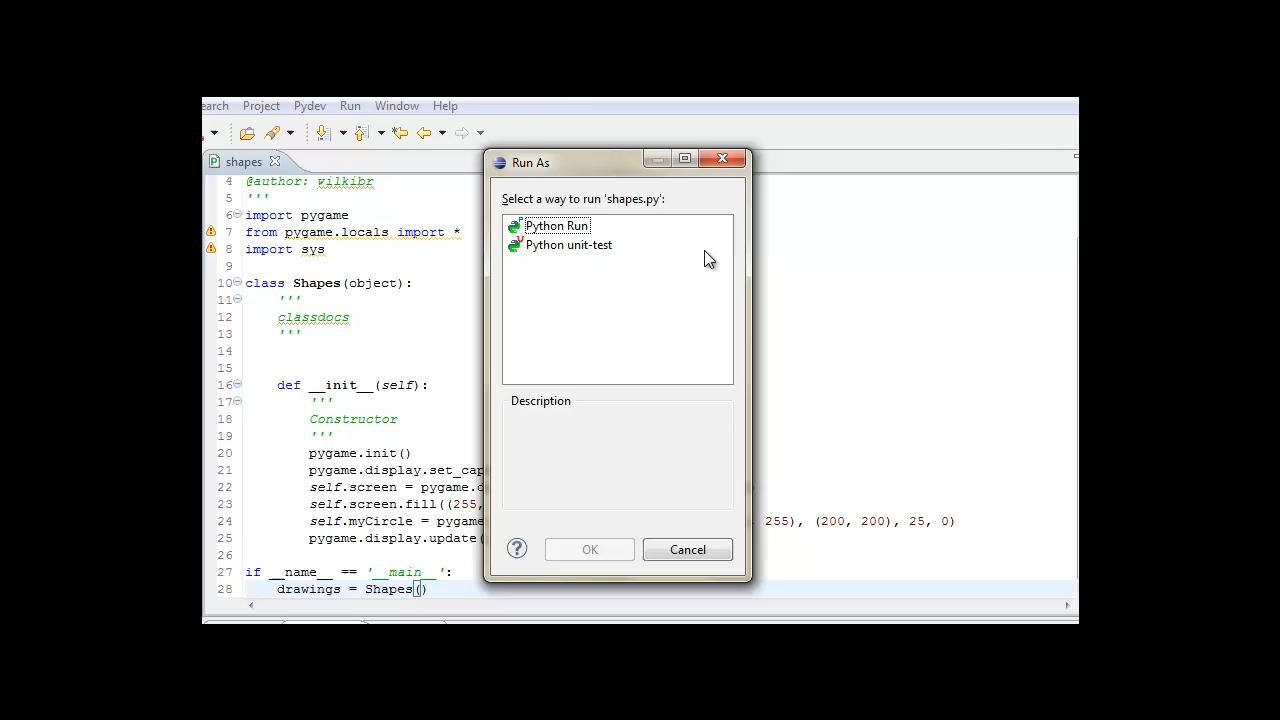 earch Project Pydev Run Window Help
shapes
4 @author: wilkibr
5 '''
6 import pygame
7 from pygame.locals import *
8 import sys
9
10 class Shapes(object):
11 '''
12 classdocs
13 '''
14
15
16 def __init__(self):
17 '''
18 Constructor
19 '''
20 pygame.init()
21 pygame.display.set_cap
22 self.screen = pygame.d
23 self.screen.fill((255,
24 self.myCircle = pygame 255), (200, 200), 25, 0)
25 pygame.display.update(
26
27 if __name__ == '__main__':
28 drawings = Shapes()
Run As
Select a way to run 'shapes.py':
Python Run
Python unit-test
Description
OK Cancel